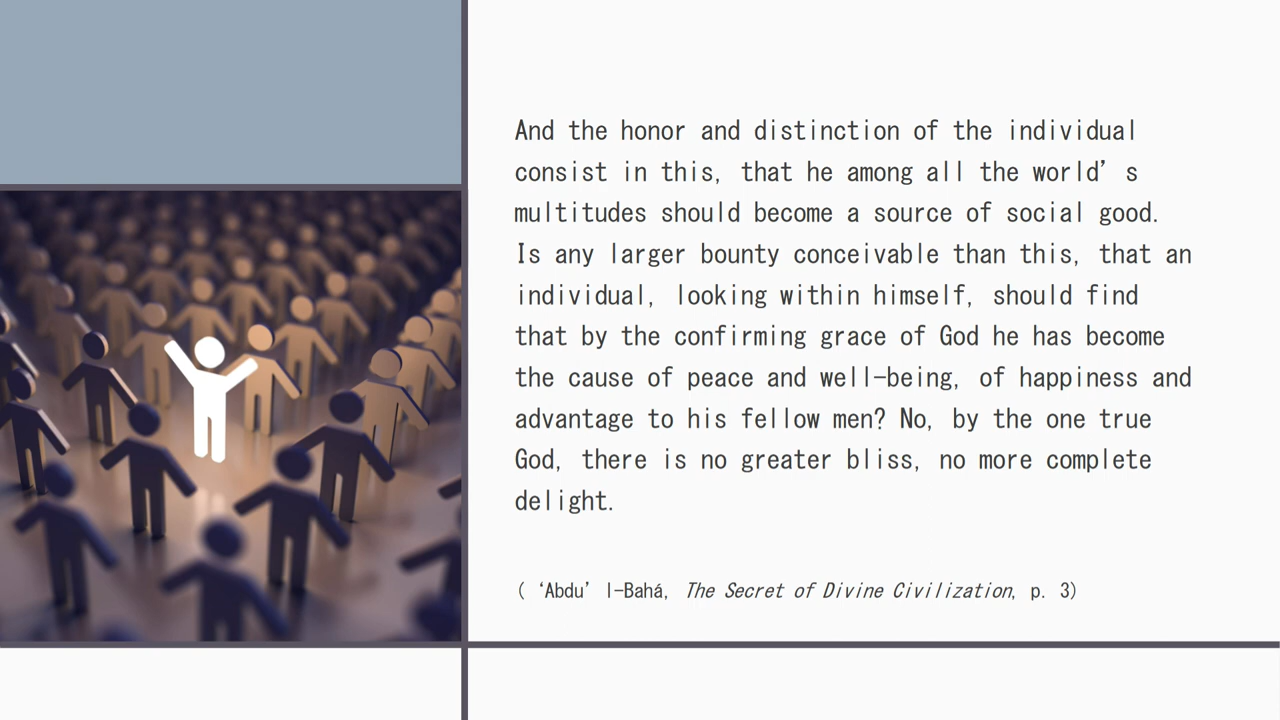 And the honor and distinction of the individual
consist in this, that he among all the world’s
multitudes should become a source of social good.
Is any larger bounty conceivable than this, that an
individual, looking within himself, should find
that by the confirming grace of God he has become
the cause of peace and well-being, of happiness and
advantage to his fellow men? No, by the one true
God, there is no greater bliss, no more complete
delight.
( ‘Abdu’l-Bahá, The Secret of Divine Civilization, p. 3)